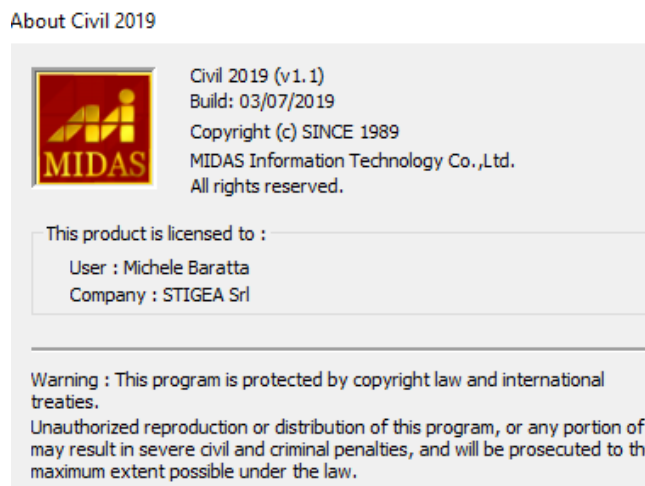 About Civil 2019
MIDAS
Civil 2019 (v1.1)
Build: 03/07/2019
Copyright (c) SINCE 1989
MIDAS Information Technology Co.,Ltd.
All rights reserved.
This product is licensed to :
User : Michele Baratta
Company : STIGEA Srl
Warning : This program is protected by copyright law and international
treaties.
Unauthorized reproduction or distribution of this program, or any portion of
may result in severe civil and criminal penalties, and will be prosecuted to th
maximum extent possible under the law.